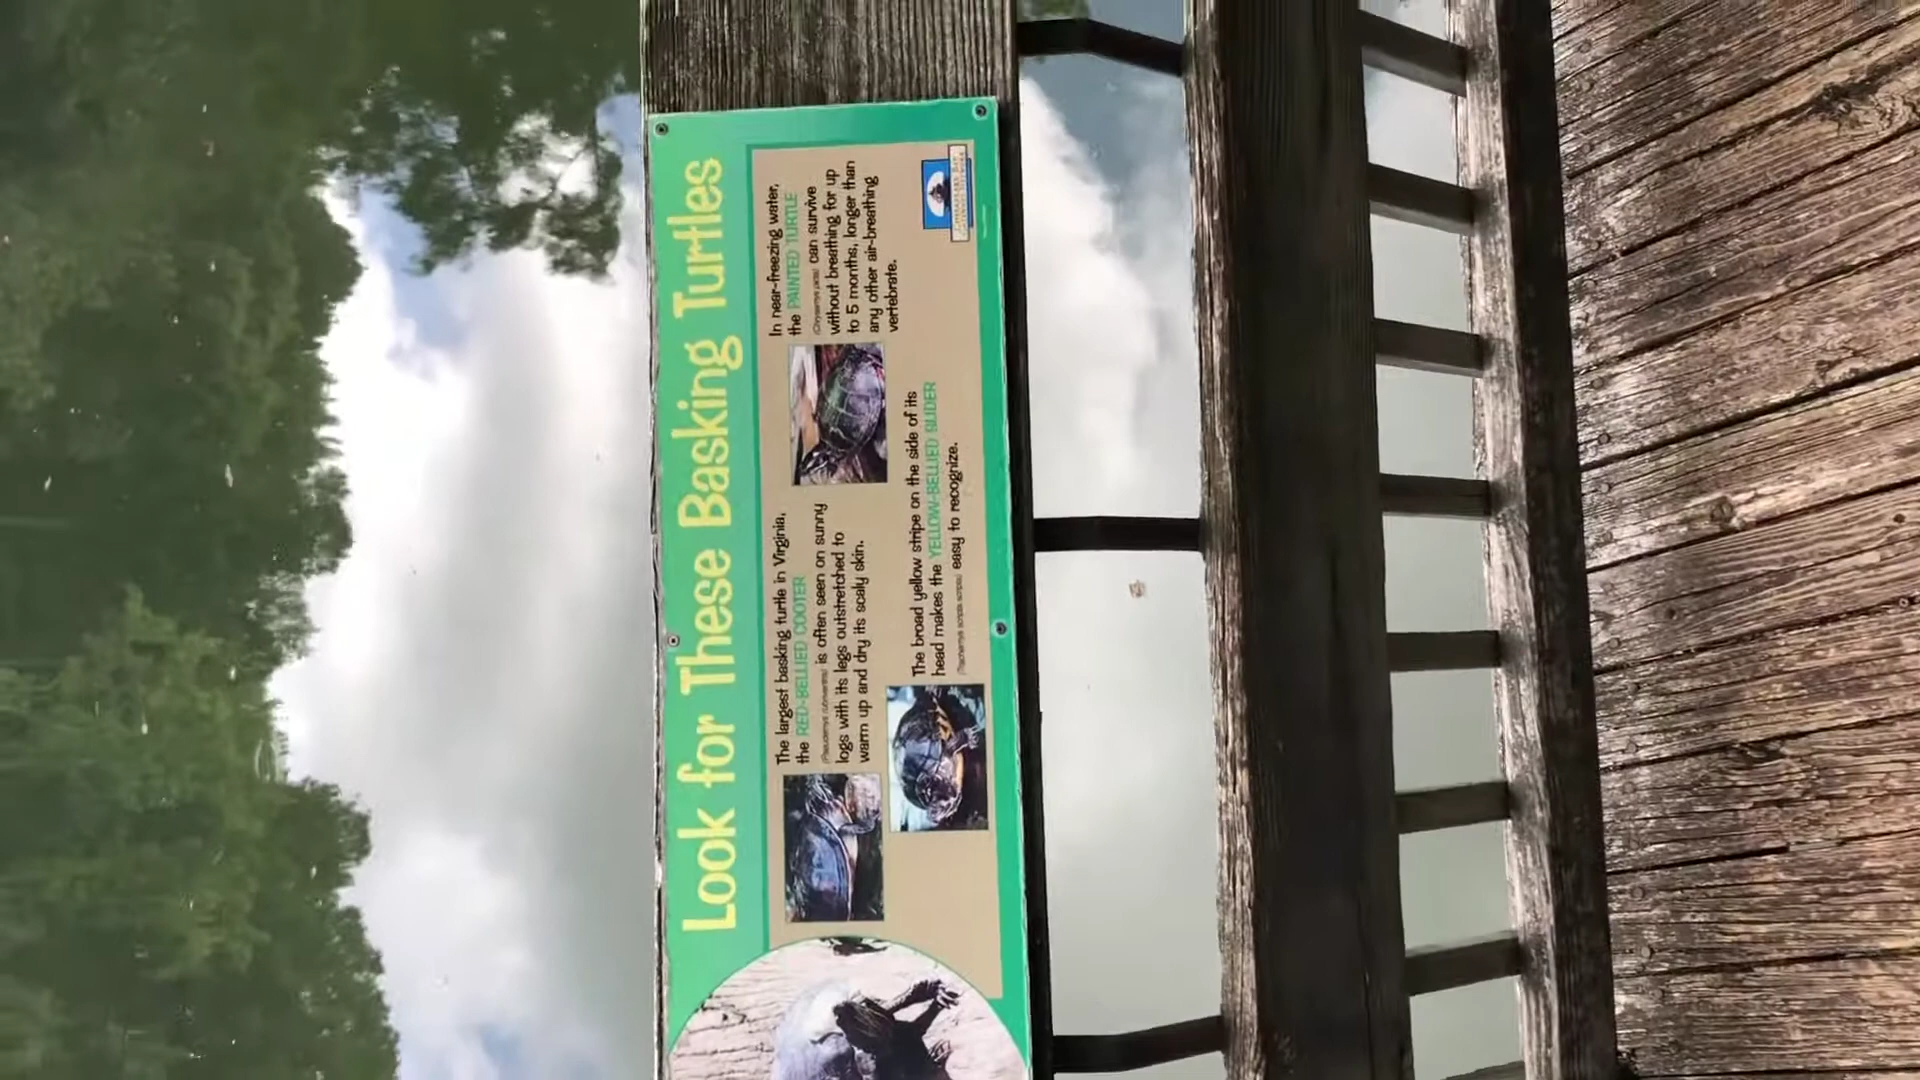 Look for These Basking Turtles
The largest basking turtle in Virginia,
the RED-BELLIED COOTER
(Pseudemys rubriventris) is often seen on sunny
logs with its legs outstretched to
warm up and dry its scaly skin.
In near-freezing water,
the PAINTED TURTLE
(Chrysemys picta) can survive
without breathing for up
to 5 months, longer than
any other air-breathing
vertebrate.
The broad yellow stripe on the side of its
head makes the YELLOW-BELLIED SLIDER
(Trachemys scripta scripta) easy to recognize.
CHESAPEAKE BAY